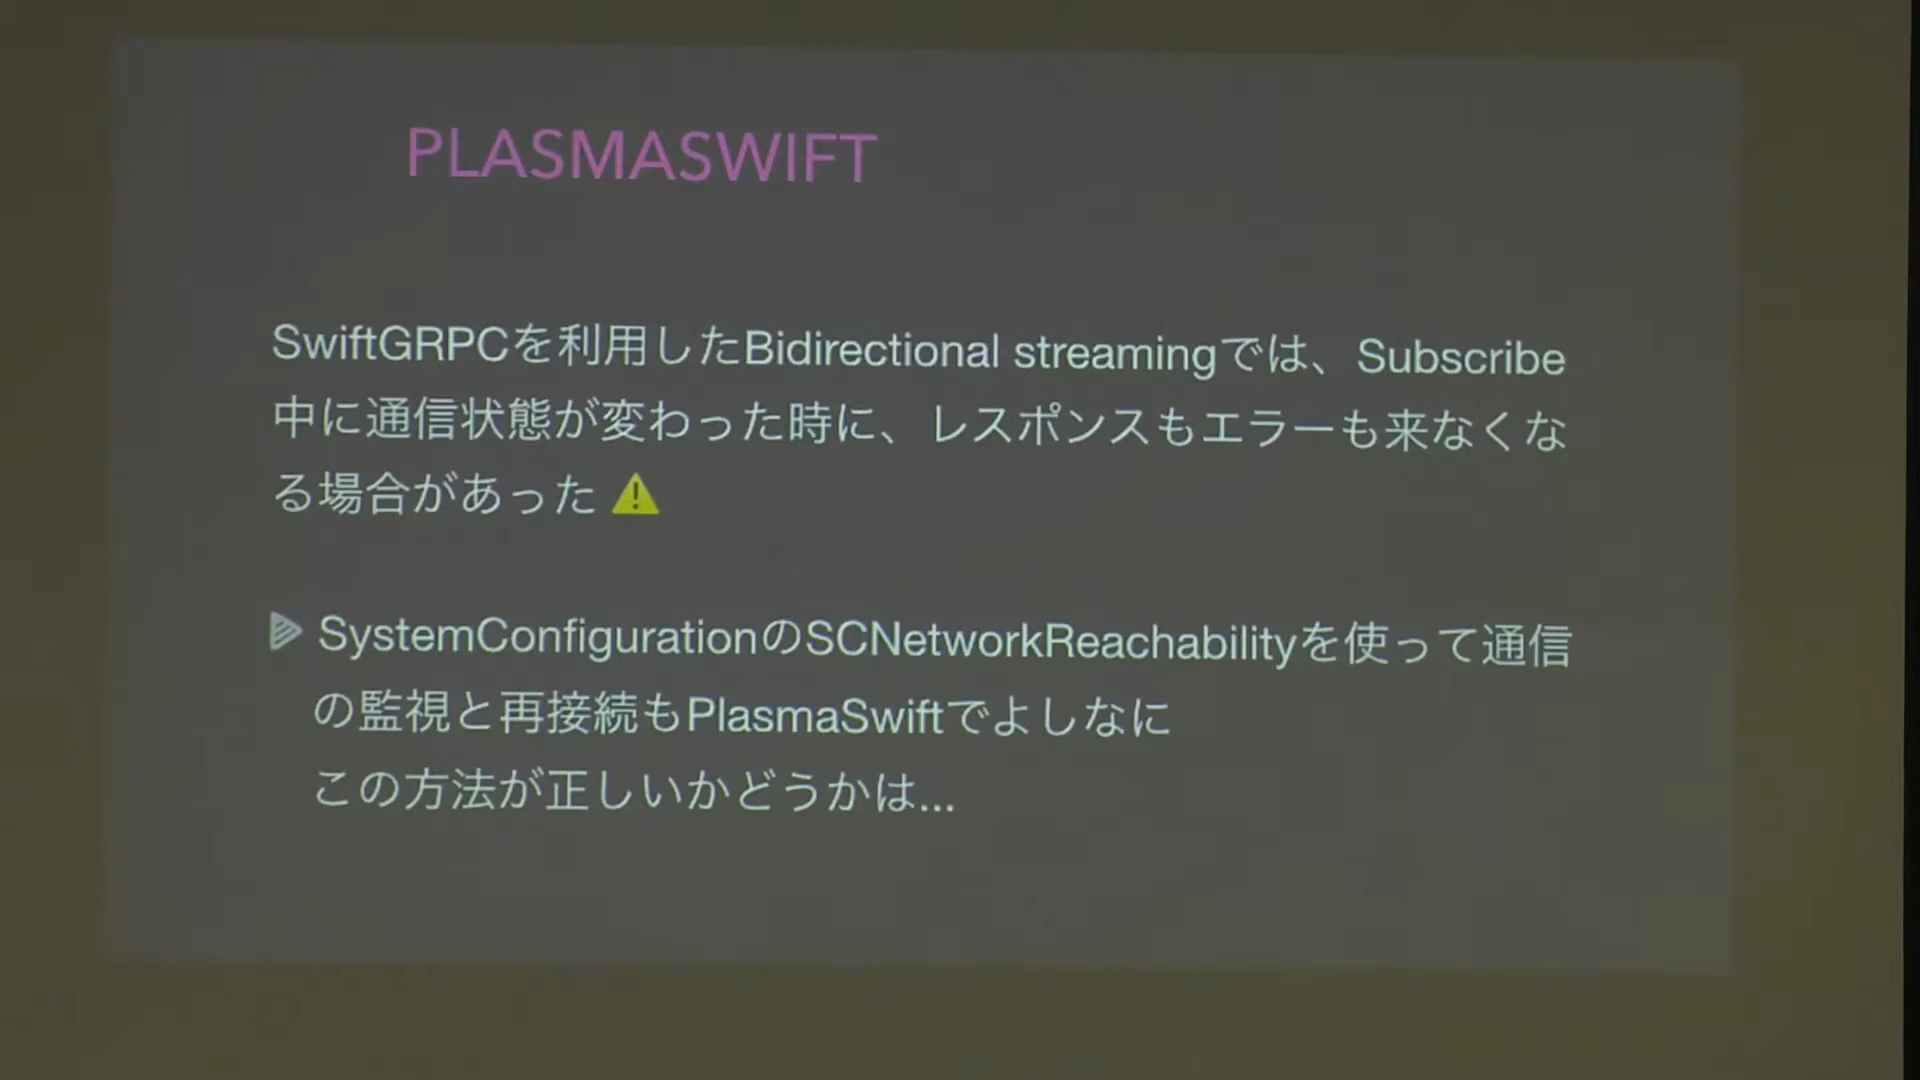 PLASMASWIFT
SwiftGRPCを利用したBidirectional streamingでは、Subscribe
中に通信状態が変わった時に、レスポンスもエラーも来なくな
る場合があった ⚠
SystemConfigurationのSCNetworkReachabilityを使って通信
の監視と再接続もPlasmaSwiftでよしなに
この方法が正しいかどうかは...